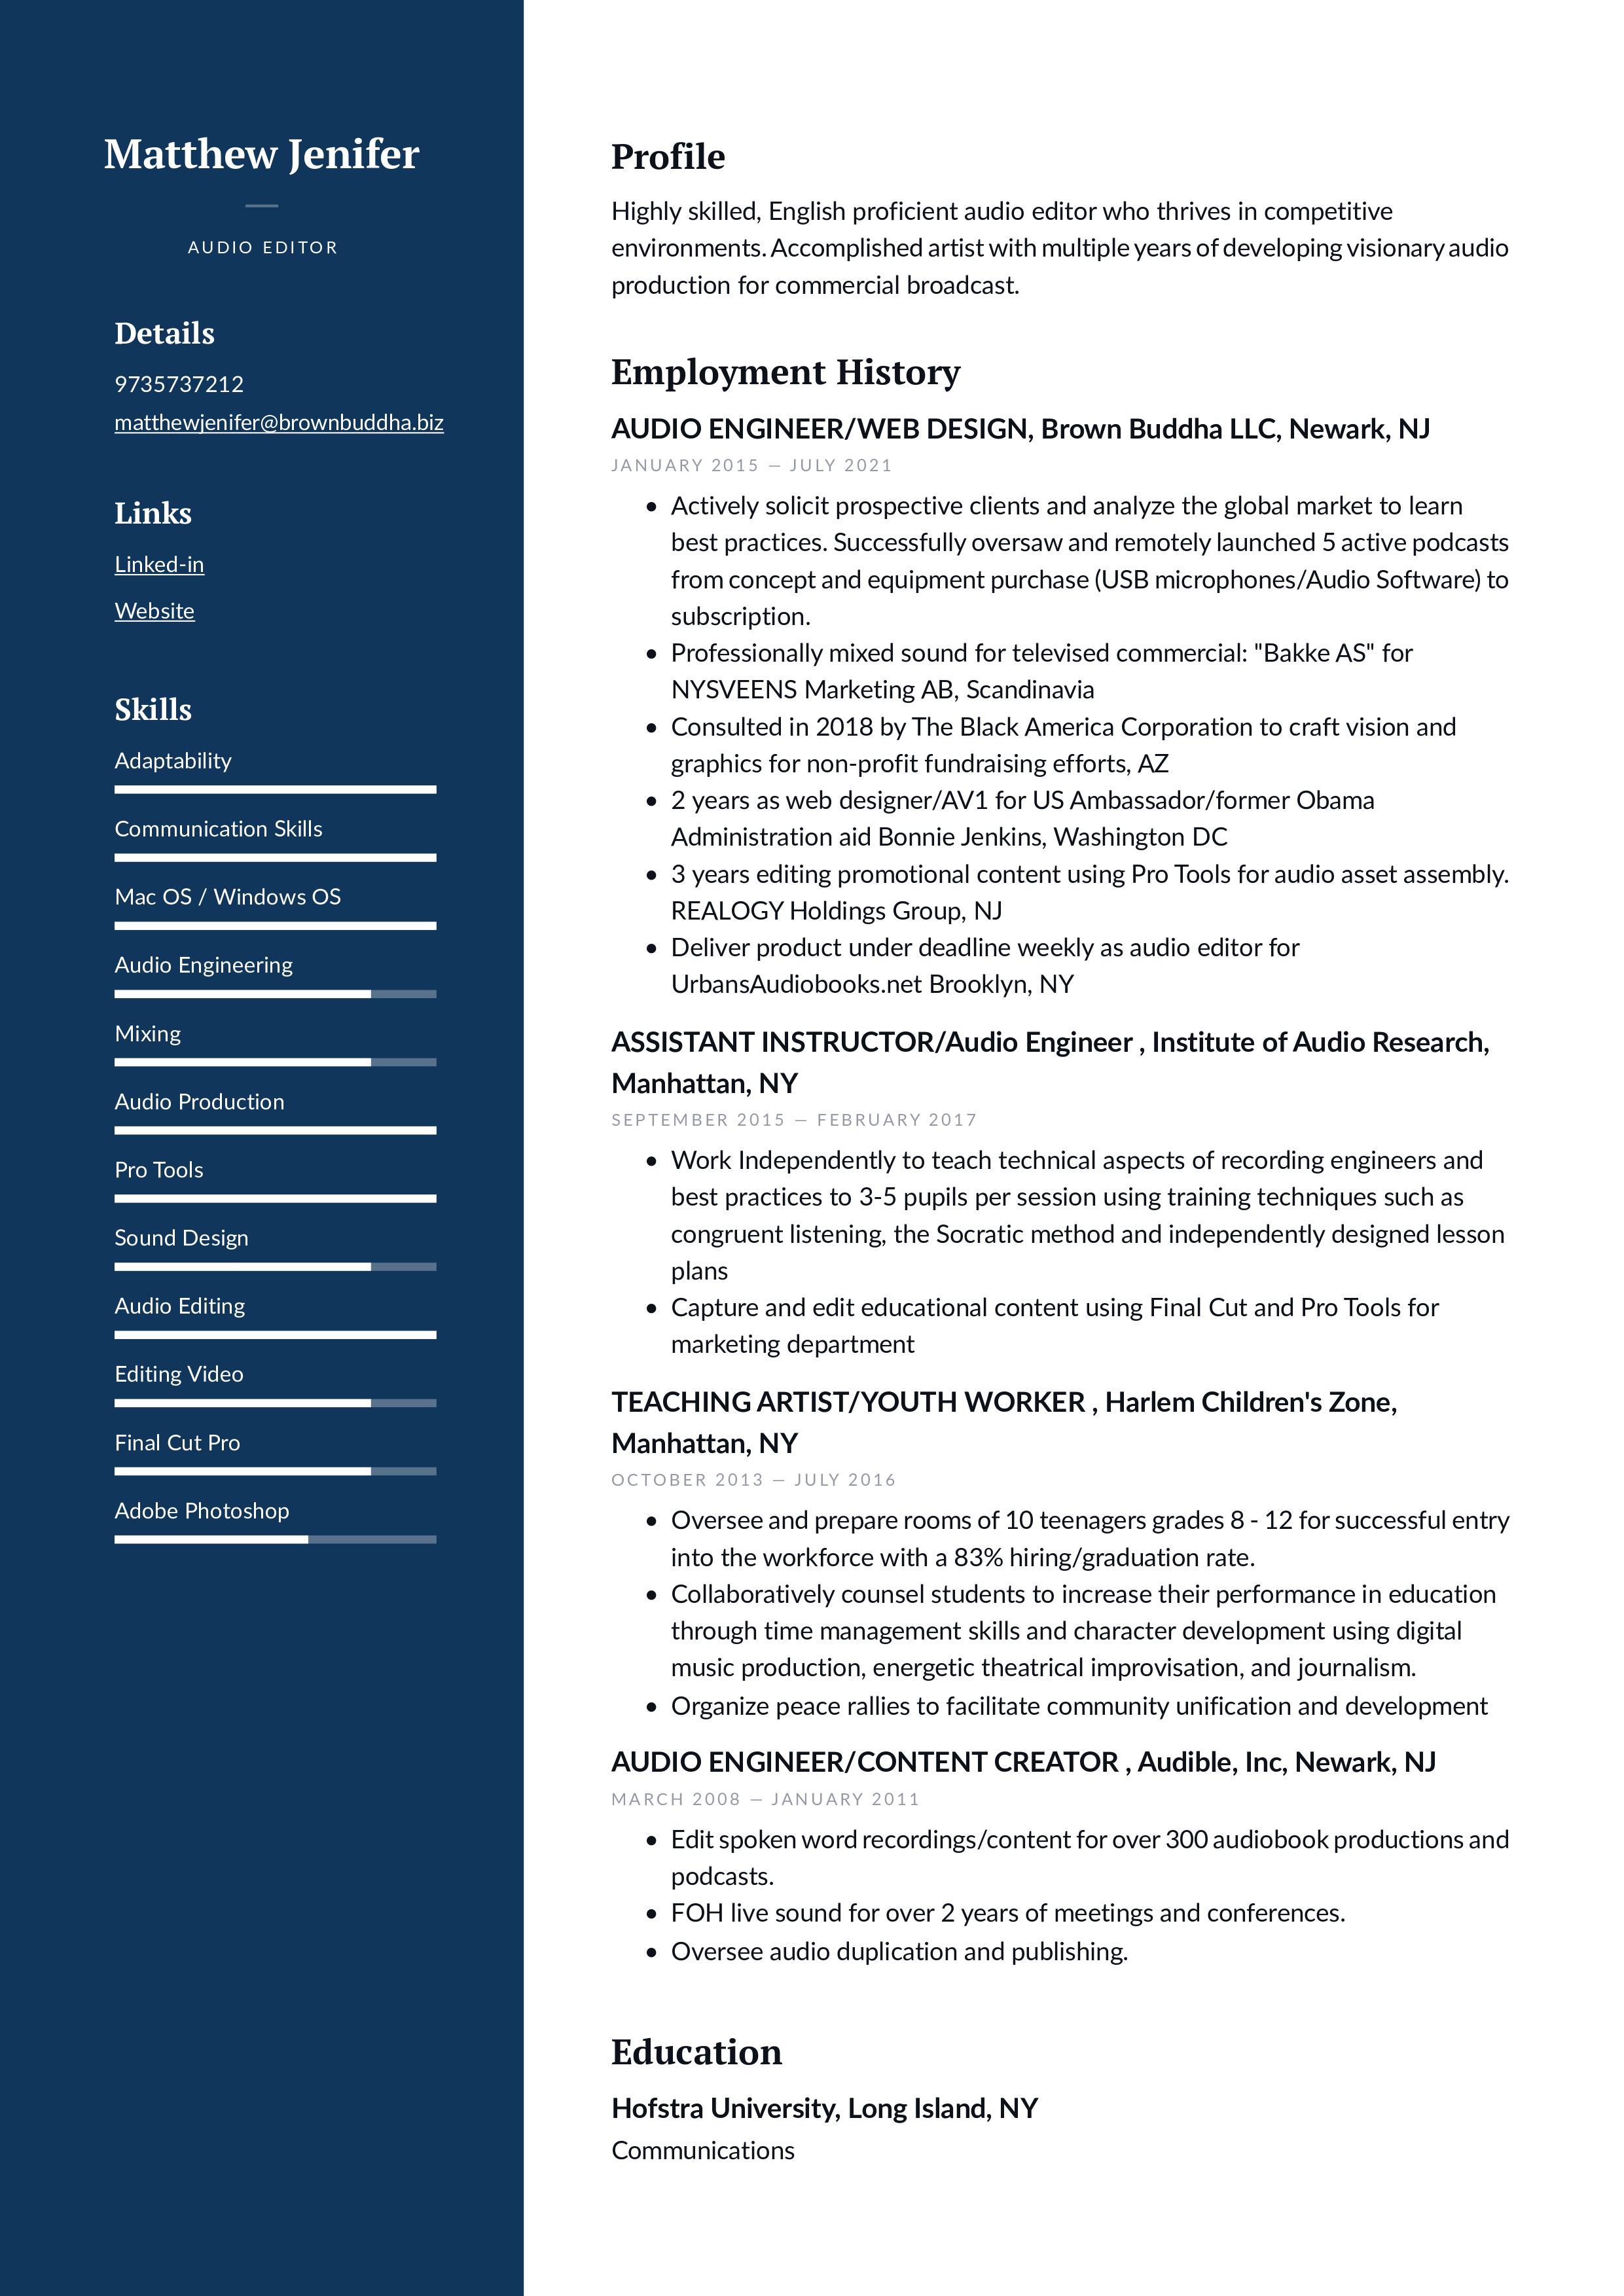 Matthew Jenifer
AUDIO EDITOR
Details
9735737212
matthewjenifer@brownbuddha.biz
Links
Linked-in
Website
Skills
Adaptability
Communication Skills
Mac OS / Windows OS
Audio Engineering
Mixing
Audio Production
Pro Tools
Sound Design
Audio Editing
Editing Video
Final Cut Pro
Adobe Photoshop
Profile
Highly skilled, English proficient audio editor who thrives in competitive
environments. Accomplished artist with multiple years of developing visionary audio
production for commercial broadcast.
Employment History
AUDIO ENGINEER/WEB DESIGN, Brown Buddha LLC, Newark, NJ
JANUARY 2015 — JULY 2021
• Actively solicit prospective clients and analyze the global market to learn
best practices. Successfully oversaw and remotely launched 5 active podcasts
from concept and equipment purchase (USB microphones/Audio Software) to
subscription.
• Professionally mixed sound for televised commercial: "Bakke AS" for
NYSVEENS Marketing AB, Scandinavia
• Consulted in 2018 by The Black America Corporation to craft vision and
graphics for non-profit fundraising efforts, AZ
• 2 years as web designer/AV1 for US Ambassador/former Obama
Administration aid Bonnie Jenkins, Washington DC
• 3 years editing promotional content using Pro Tools for audio asset assembly.
REALOGY Holdings Group, NJ
• Deliver product under deadline weekly as audio editor for
UrbansAudiobooks.net Brooklyn, NY
ASSISTANT INSTRUCTOR/Audio Engineer , Institute of Audio Research,
Manhattan, NY
SEPTEMBER 2015 — FEBRUARY 2017
• Work Independently to teach technical aspects of recording engineers and
best practices to 3-5 pupils per session using training techniques such as
congruent listening, the Socratic method and independently designed lesson
plans
• Capture and edit educational content using Final Cut and Pro Tools for
marketing department
TEACHING ARTIST/YOUTH WORKER , Harlem Children's Zone,
Manhattan, NY
OCTOBER 2013 — JULY 2016
• Oversee and prepare rooms of 10 teenagers grades 8 - 12 for successful entry
into the workforce with a 83% hiring/graduation rate.
• Collaboratively counsel students to increase their performance in education
through time management skills and character development using digital
music production, energetic theatrical improvisation, and journalism.
• Organize peace rallies to facilitate community unification and development
AUDIO ENGINEER/CONTENT CREATOR , Audible, Inc, Newark, NJ
MARCH 2008 — JANUARY 2011
• Edit spoken word recordings/content for over 300 audiobook productions and
podcasts.
• FOH live sound for over 2 years of meetings and conferences.
• Oversee audio duplication and publishing.
Education
Hofstra University, Long Island, NY
Communications